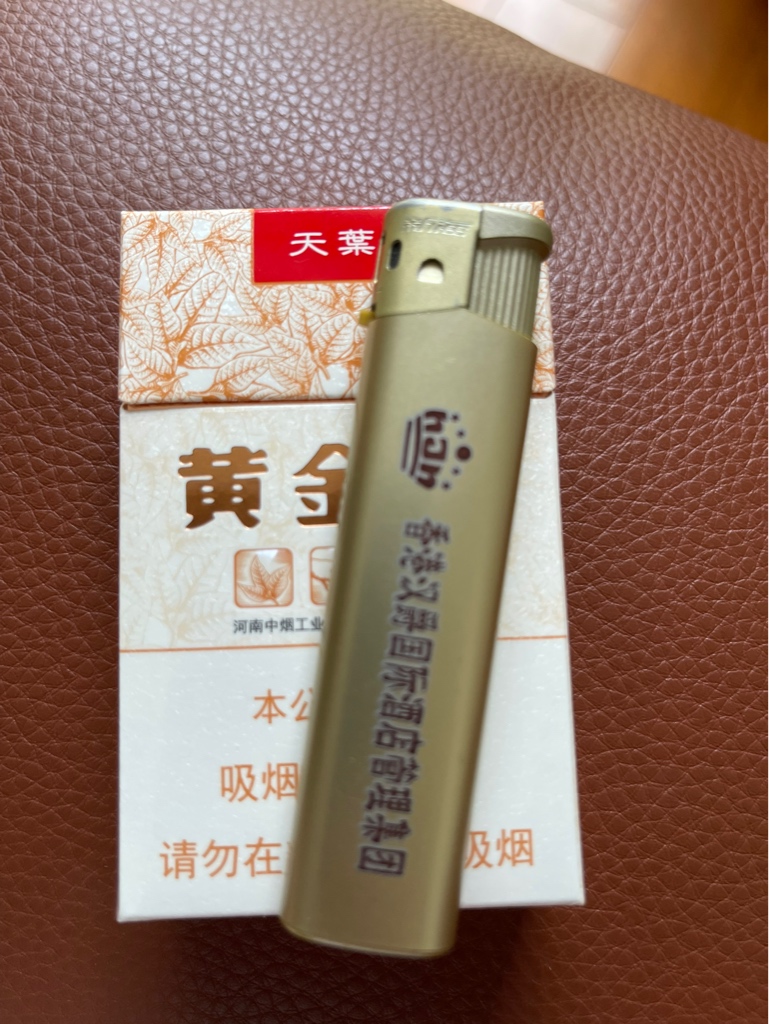 天葉
黄金
河南中烟工业
本公
吸烟
请勿在
吸烟
香港汉爵国际酒店管理集团